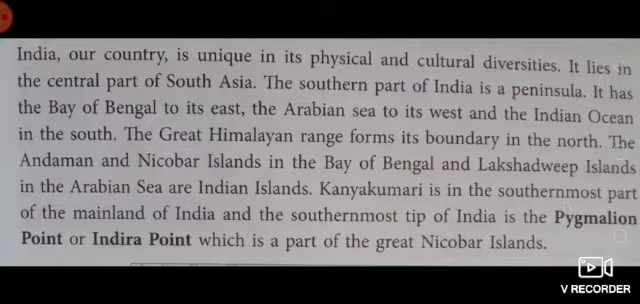 India, our country, is unique in its physical and cultural diversities. It lies in
the central part of South Asia. The southern part of India is a peninsula. It has
the Bay of Bengal to its east, the Arabian sea to its west and the Indian Ocean
in the south. The Great Himalayan range forms its boundary in the north. The
Andaman and Nicobar Islands in the Bay of Bengal and Lakshadweep Islands
in the Arabian Sea are Indian Islands. Kanyakumari is in the southernmost part
of the mainland of India and the southernmost tip of India is the Pygmalion
Point or Indira Point which is a part of the great Nicobar Islands.
V RECORDER